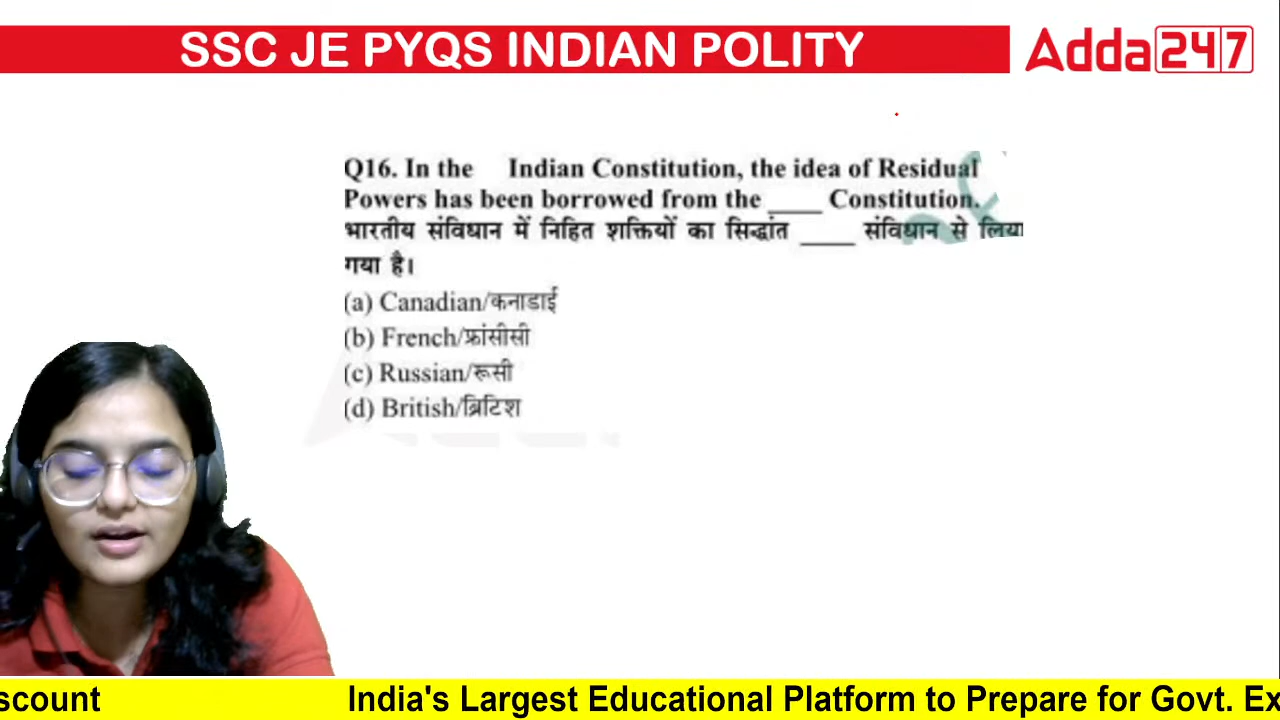 SSC JE PYQS INDIAN POLITY
Adda247
Q16. In the Indian Constitution, the idea of Residual
Powers has been borrowed from the ____ Constitution.
भारतीय संविधान में निहित शक्तियों का सिद्धांत ____ संविधान से लिया
गया है।
(a) Canadian/कनाडाई
(b) French/फ्रांसीसी
(c) Russian/रूसी
(d) British/ब्रिटिश
scount India's Largest Educational Platform to Prepare for Govt. Ex